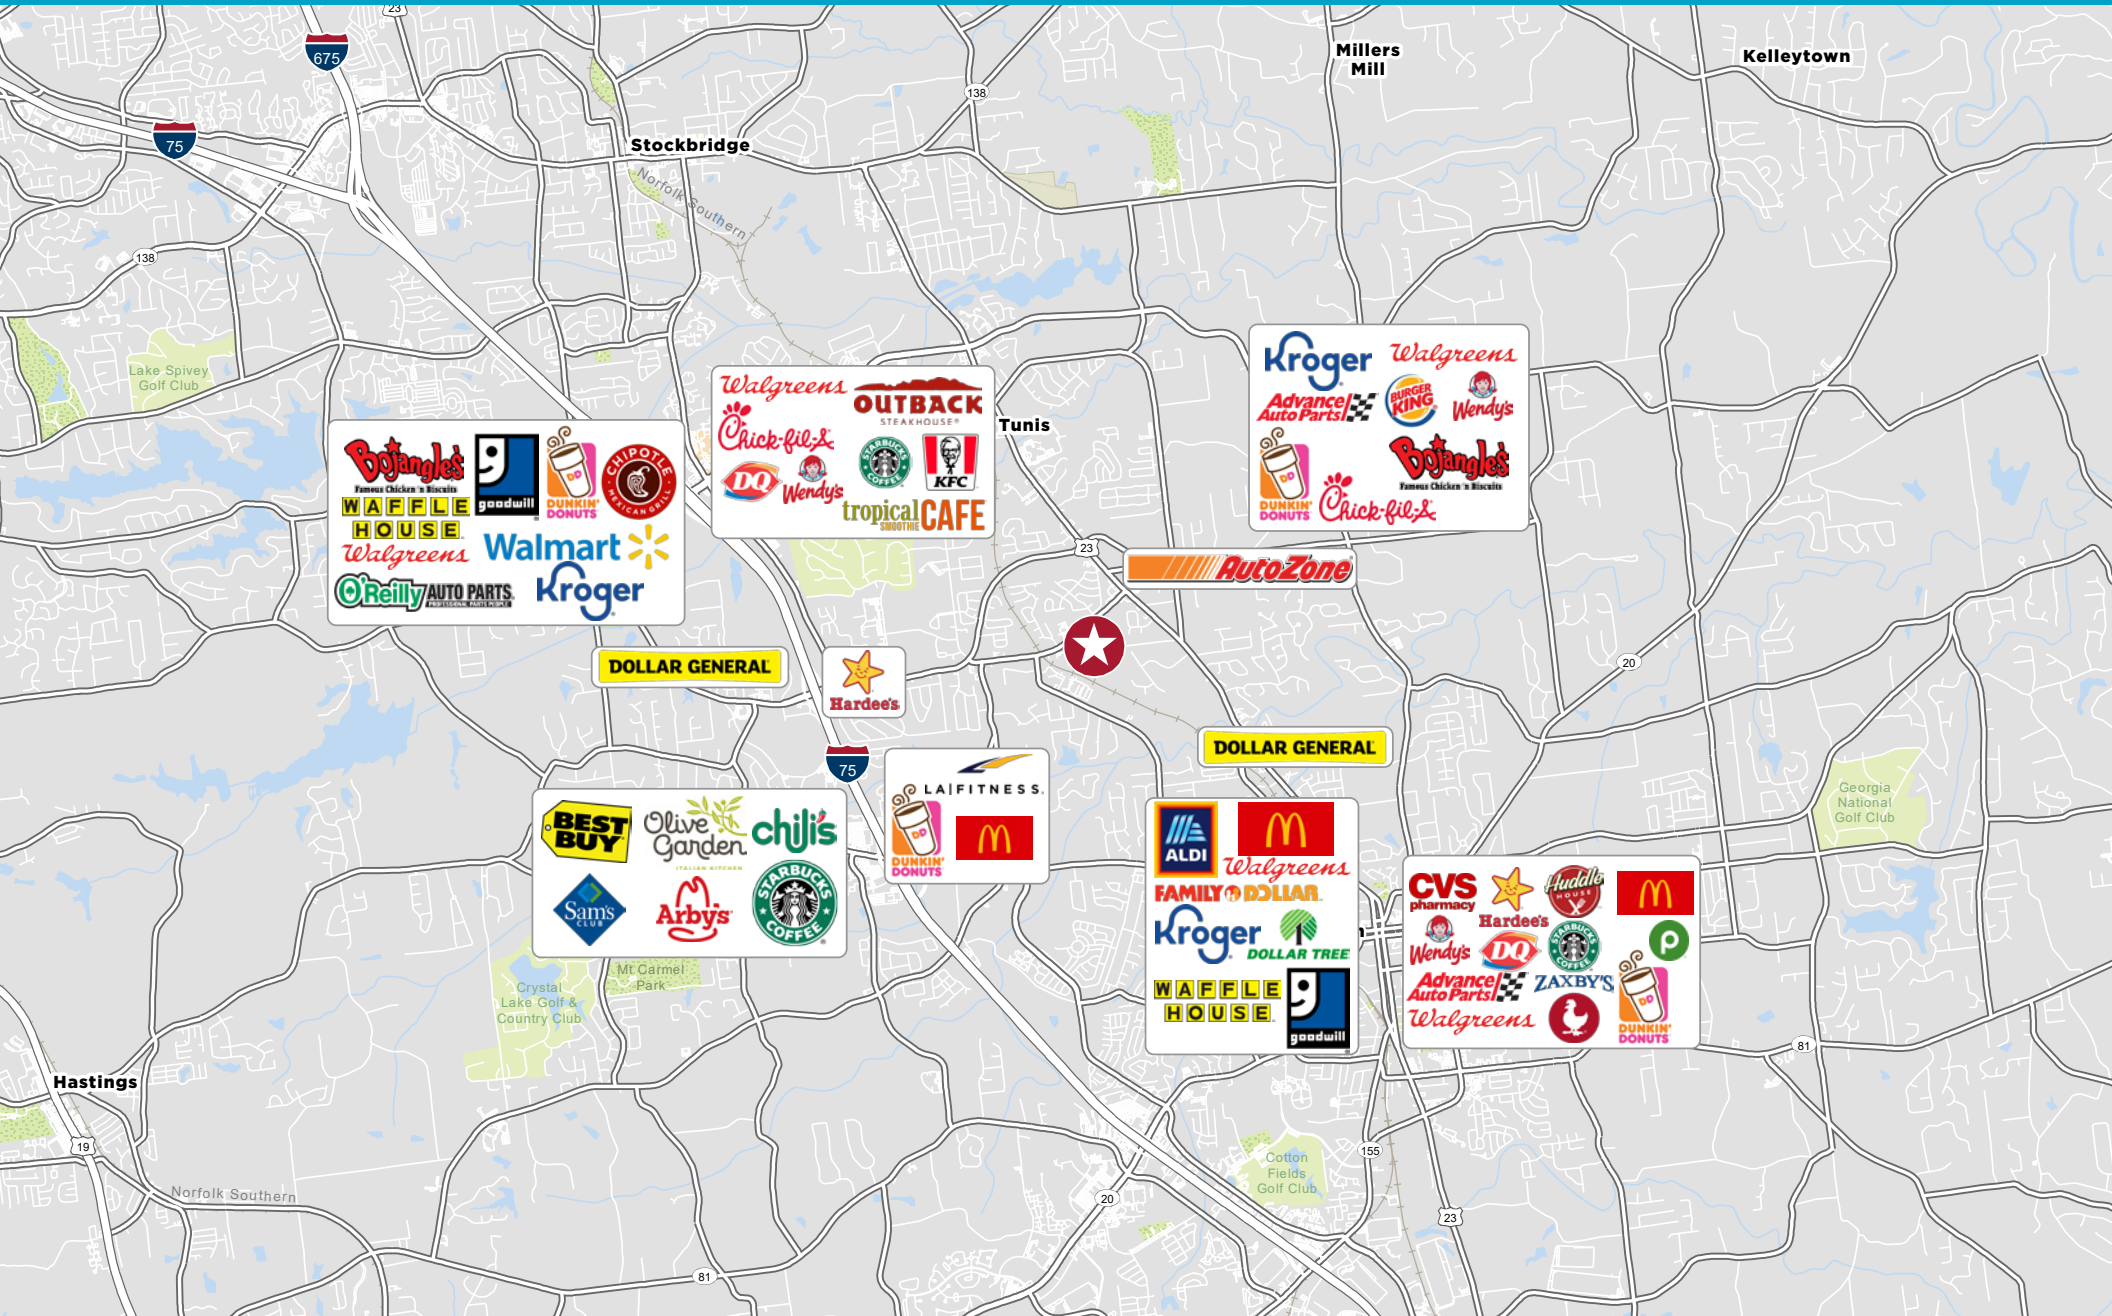 23
675
Millers
Mill
Kelleytown
138
75
Stockbridge
Norfolk Southern
138
Lake Spivey
Golf Club
Kroger
Walgreens
Advance
Auto Parts
BURGER
KING
Wendy's
DUNKIN'
DONUTS
Chick-fil-A
Bojangles'
Famous Chicken 'n Biscuits
Walgreens
OUTBACK
STEAKHOUSE
Chick-fil-A
STARBUCKS
COFFEE
KFC
DQ
Wendy's
tropical
SMOOTHIE
CAFE
Tunis
Bojangles'
Famous Chicken 'n Biscuits
goodwill
DD
DUNKIN'
DONUTS
CHIPOTLE
MEXICAN GRILL
WAFFLE
HOUSE
Walgreens
Walmart
O'Reilly AUTO PARTS
PROFESSIONAL PARTS PEOPLE
Kroger
23
AutoZone
DOLLAR GENERAL
Hardee's
20
DOLLAR GENERAL
75
LA|FITNESS
DD
DUNKIN'
DONUTS
M
BEST
BUY
Olive
Garden
ITALIAN KITCHEN
chili's
Sam's
CLUB
Arby's
STARBUCKS
COFFEE
ALDI
M
Walgreens
FAMILY DOLLAR
Kroger
DOLLAR TREE
WAFFLE
HOUSE
goodwill
n
CVS
pharmacy
Hardee's
Huddle
HOUSE
M
Wendy's
DQ
STARBUCKS
COFFEE
P
Advance
Auto Parts
ZAXBY'S
DD
DUNKIN'
DONUTS
Walgreens
Georgia
National
Golf Club
Crystal
Lake Golf &
Country Club
Mt Carmel
Park
81
Hastings
19
Norfolk Southern
155
Cotton
Fields
Golf Club
20
23
81